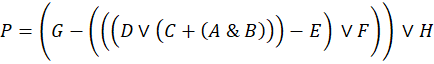 P = (G − (((D ∨ (C + (A & B))) − E) ∨ F)) ∨ H